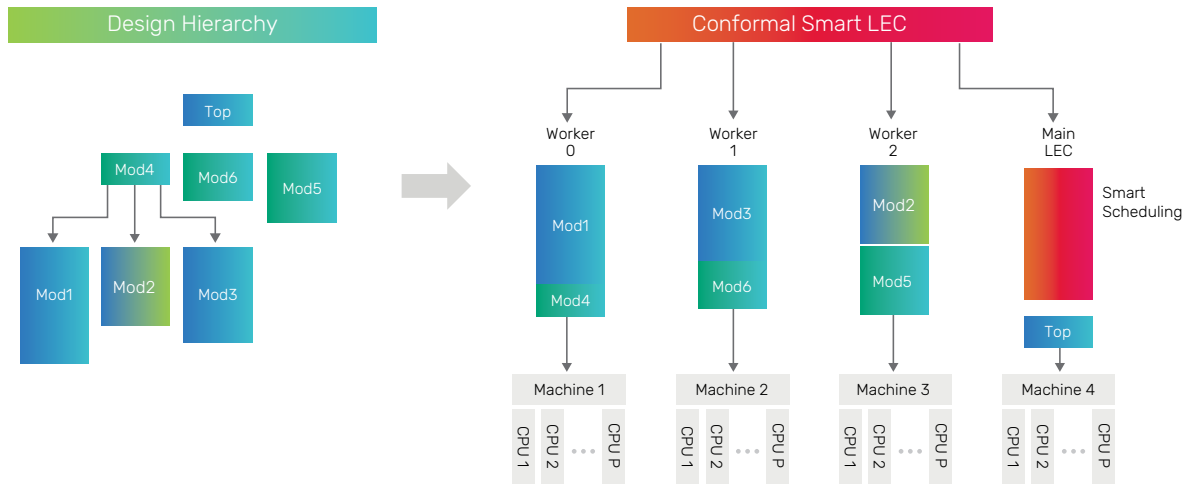 Design Hierarchy
Top
Mod4
Mod6
Mod5
Mod1
Mod2
Mod3
Conformal Smart LEC
Worker
0
Worker
1
Worker
2
Main
LEC
Mod1
Mod4
Mod3
Mod6
Mod2
Mod5
Smart
Scheduling
Top
Machine 1
Machine 2
Machine 3
Machine 4
CPU 1
CPU 2
CPU P
CPU 1
CPU 2
CPU P
CPU 1
CPU 2
CPU P
CPU 1
CPU 2
CPU P